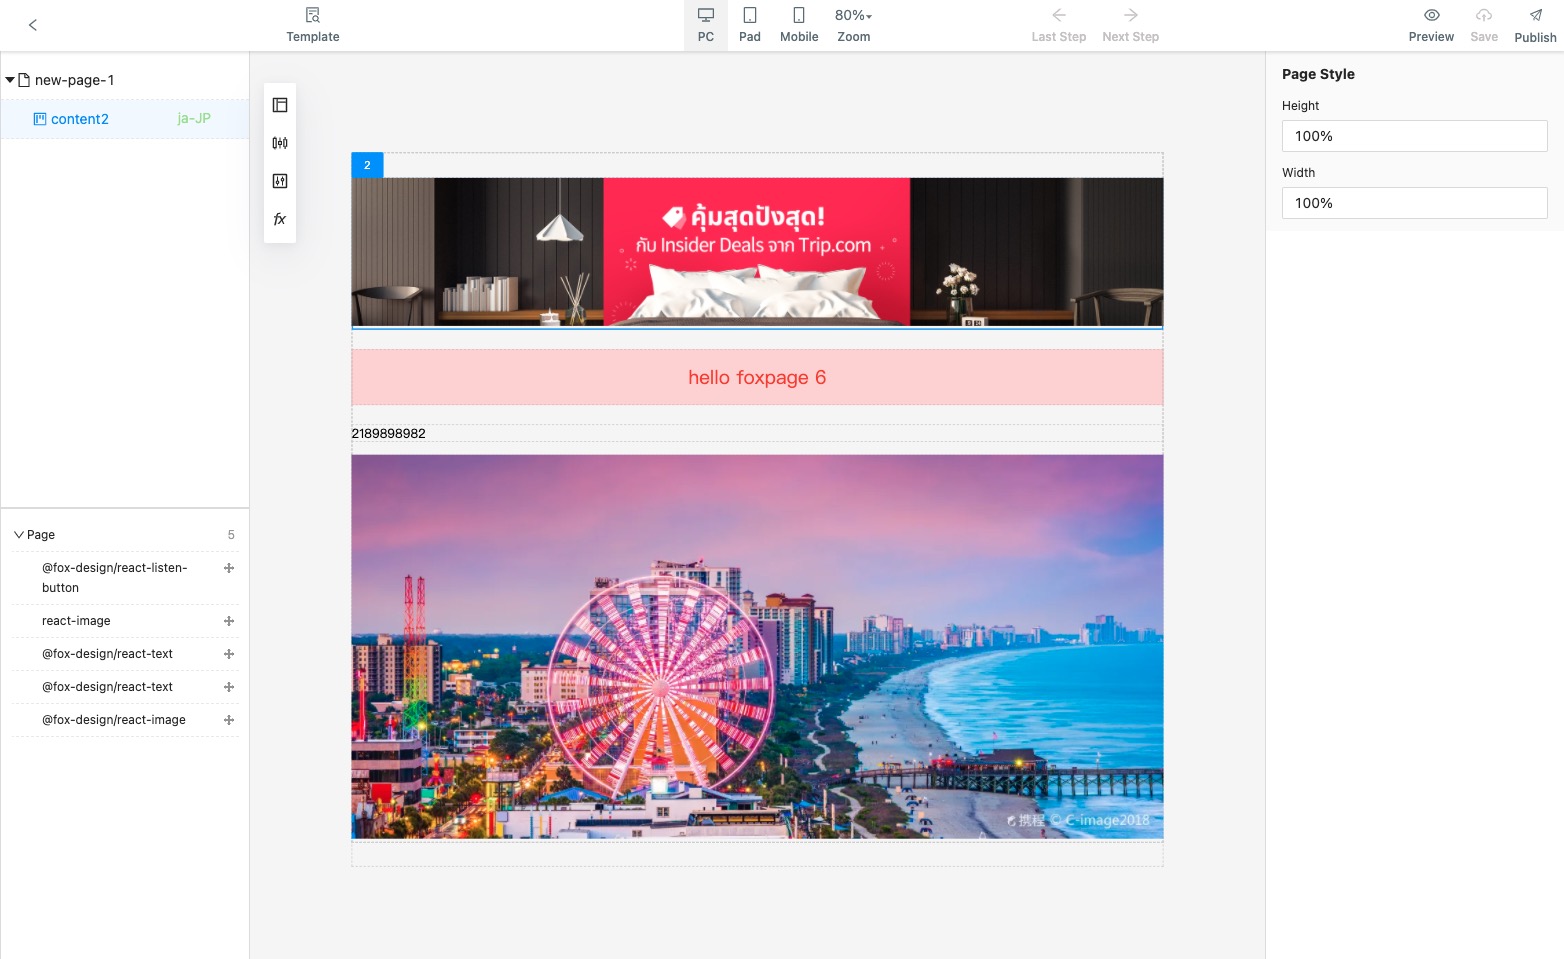 Template
PC
Pad
Mobile
80%
Zoom
Last Step
Next Step
Preview
Save
Publish
new-page-1
content2
ja-JP
Page
5
@fox-design/react-listen-
button
react-image
@fox-design/react-text
@fox-design/react-text
@fox-design/react-image
fx
2
คุ้มสุดปังสุด!
กับ Insider Deals จาก Trip.com
hello foxpage 6
2189898982
携程 © C-image2018
Page Style
Height
100%
Width
100%